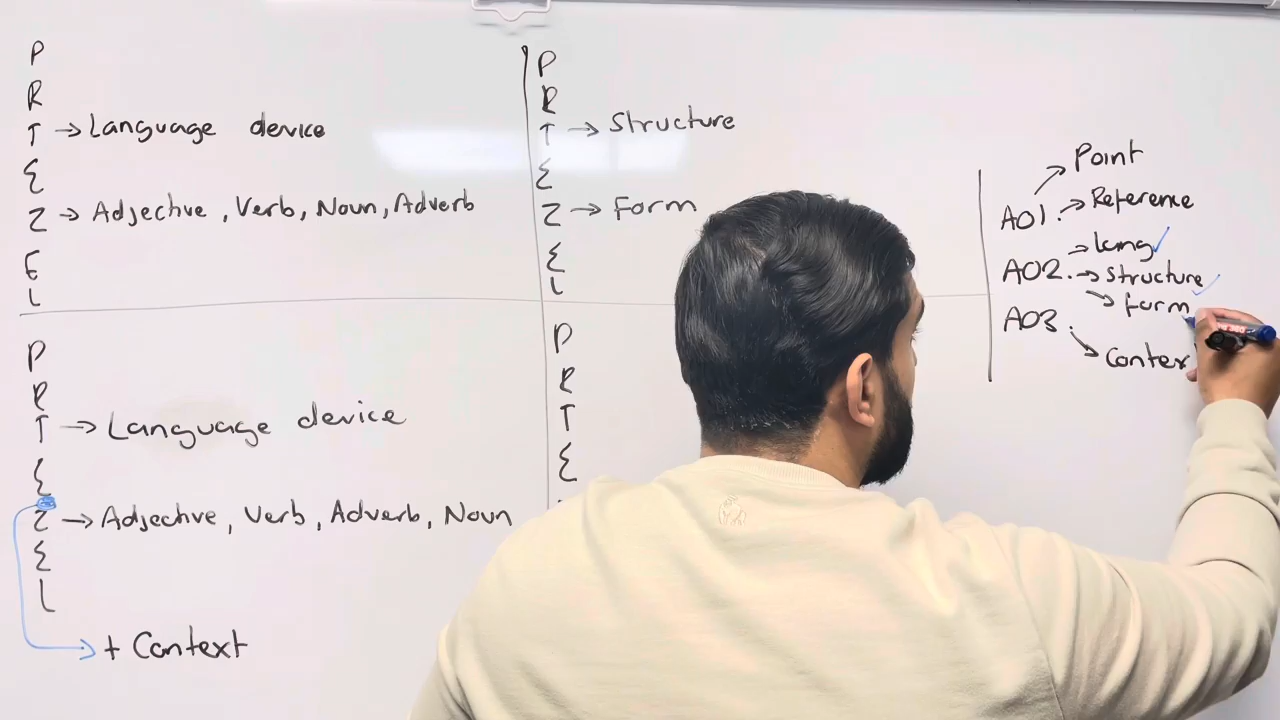 P
R
T → Language device
E
Z → Adjective, Verb, Noun, Adverb
E
L
P
R
T → Structure
E
Z → Form
E
L
P
R
T → Language device
E
Z → Adjective, Verb, Adverb, Noun
E
L
→ + Context
P
R
T
E
AO1. → Point
→ Reference
AO2. → lang ✓
→ Structure ✓
→ form
AO3. → Contex